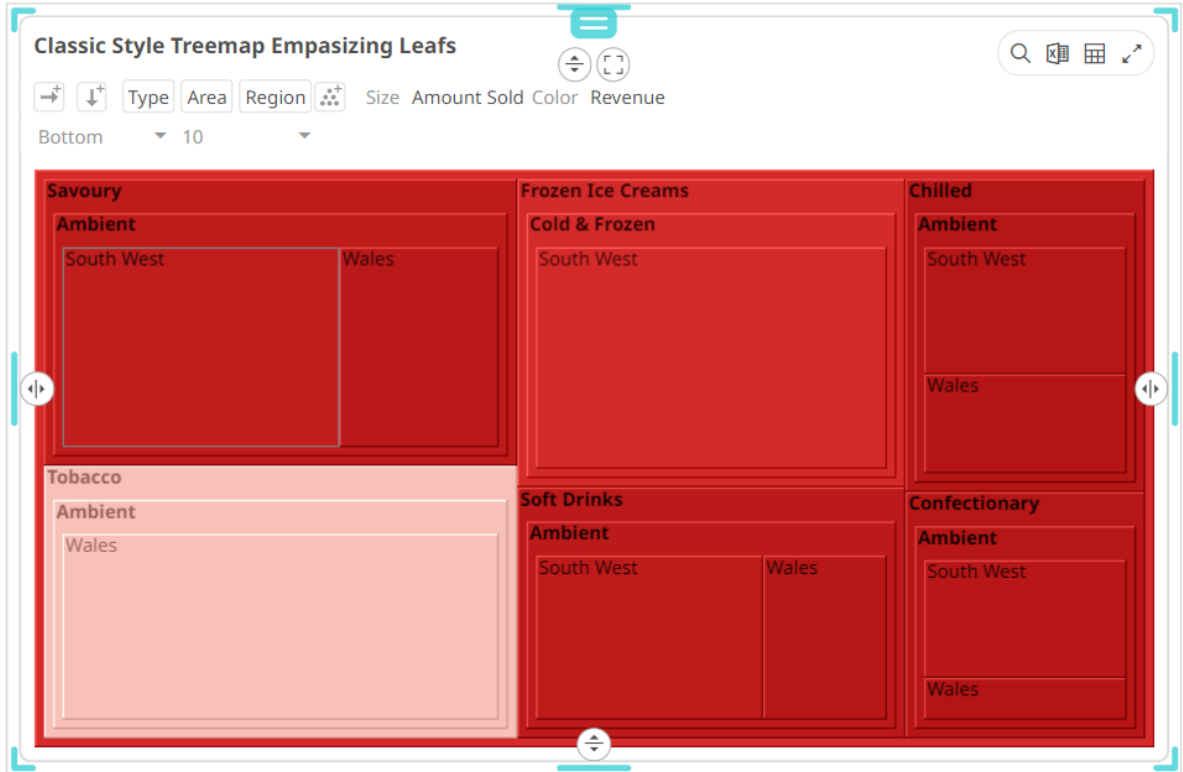 Classic Style Treemap Empasizing Leafs
Type Area Region Size Amount Sold Color Revenue
Bottom 10
Savoury
Ambient
South West Wales
Frozen Ice Creams
Cold & Frozen
South West
Chilled
Ambient
South West
Wales
Tobacco
Ambient
Wales
Soft Drinks
Ambient
South West Wales
Confectionary
Ambient
South West
Wales